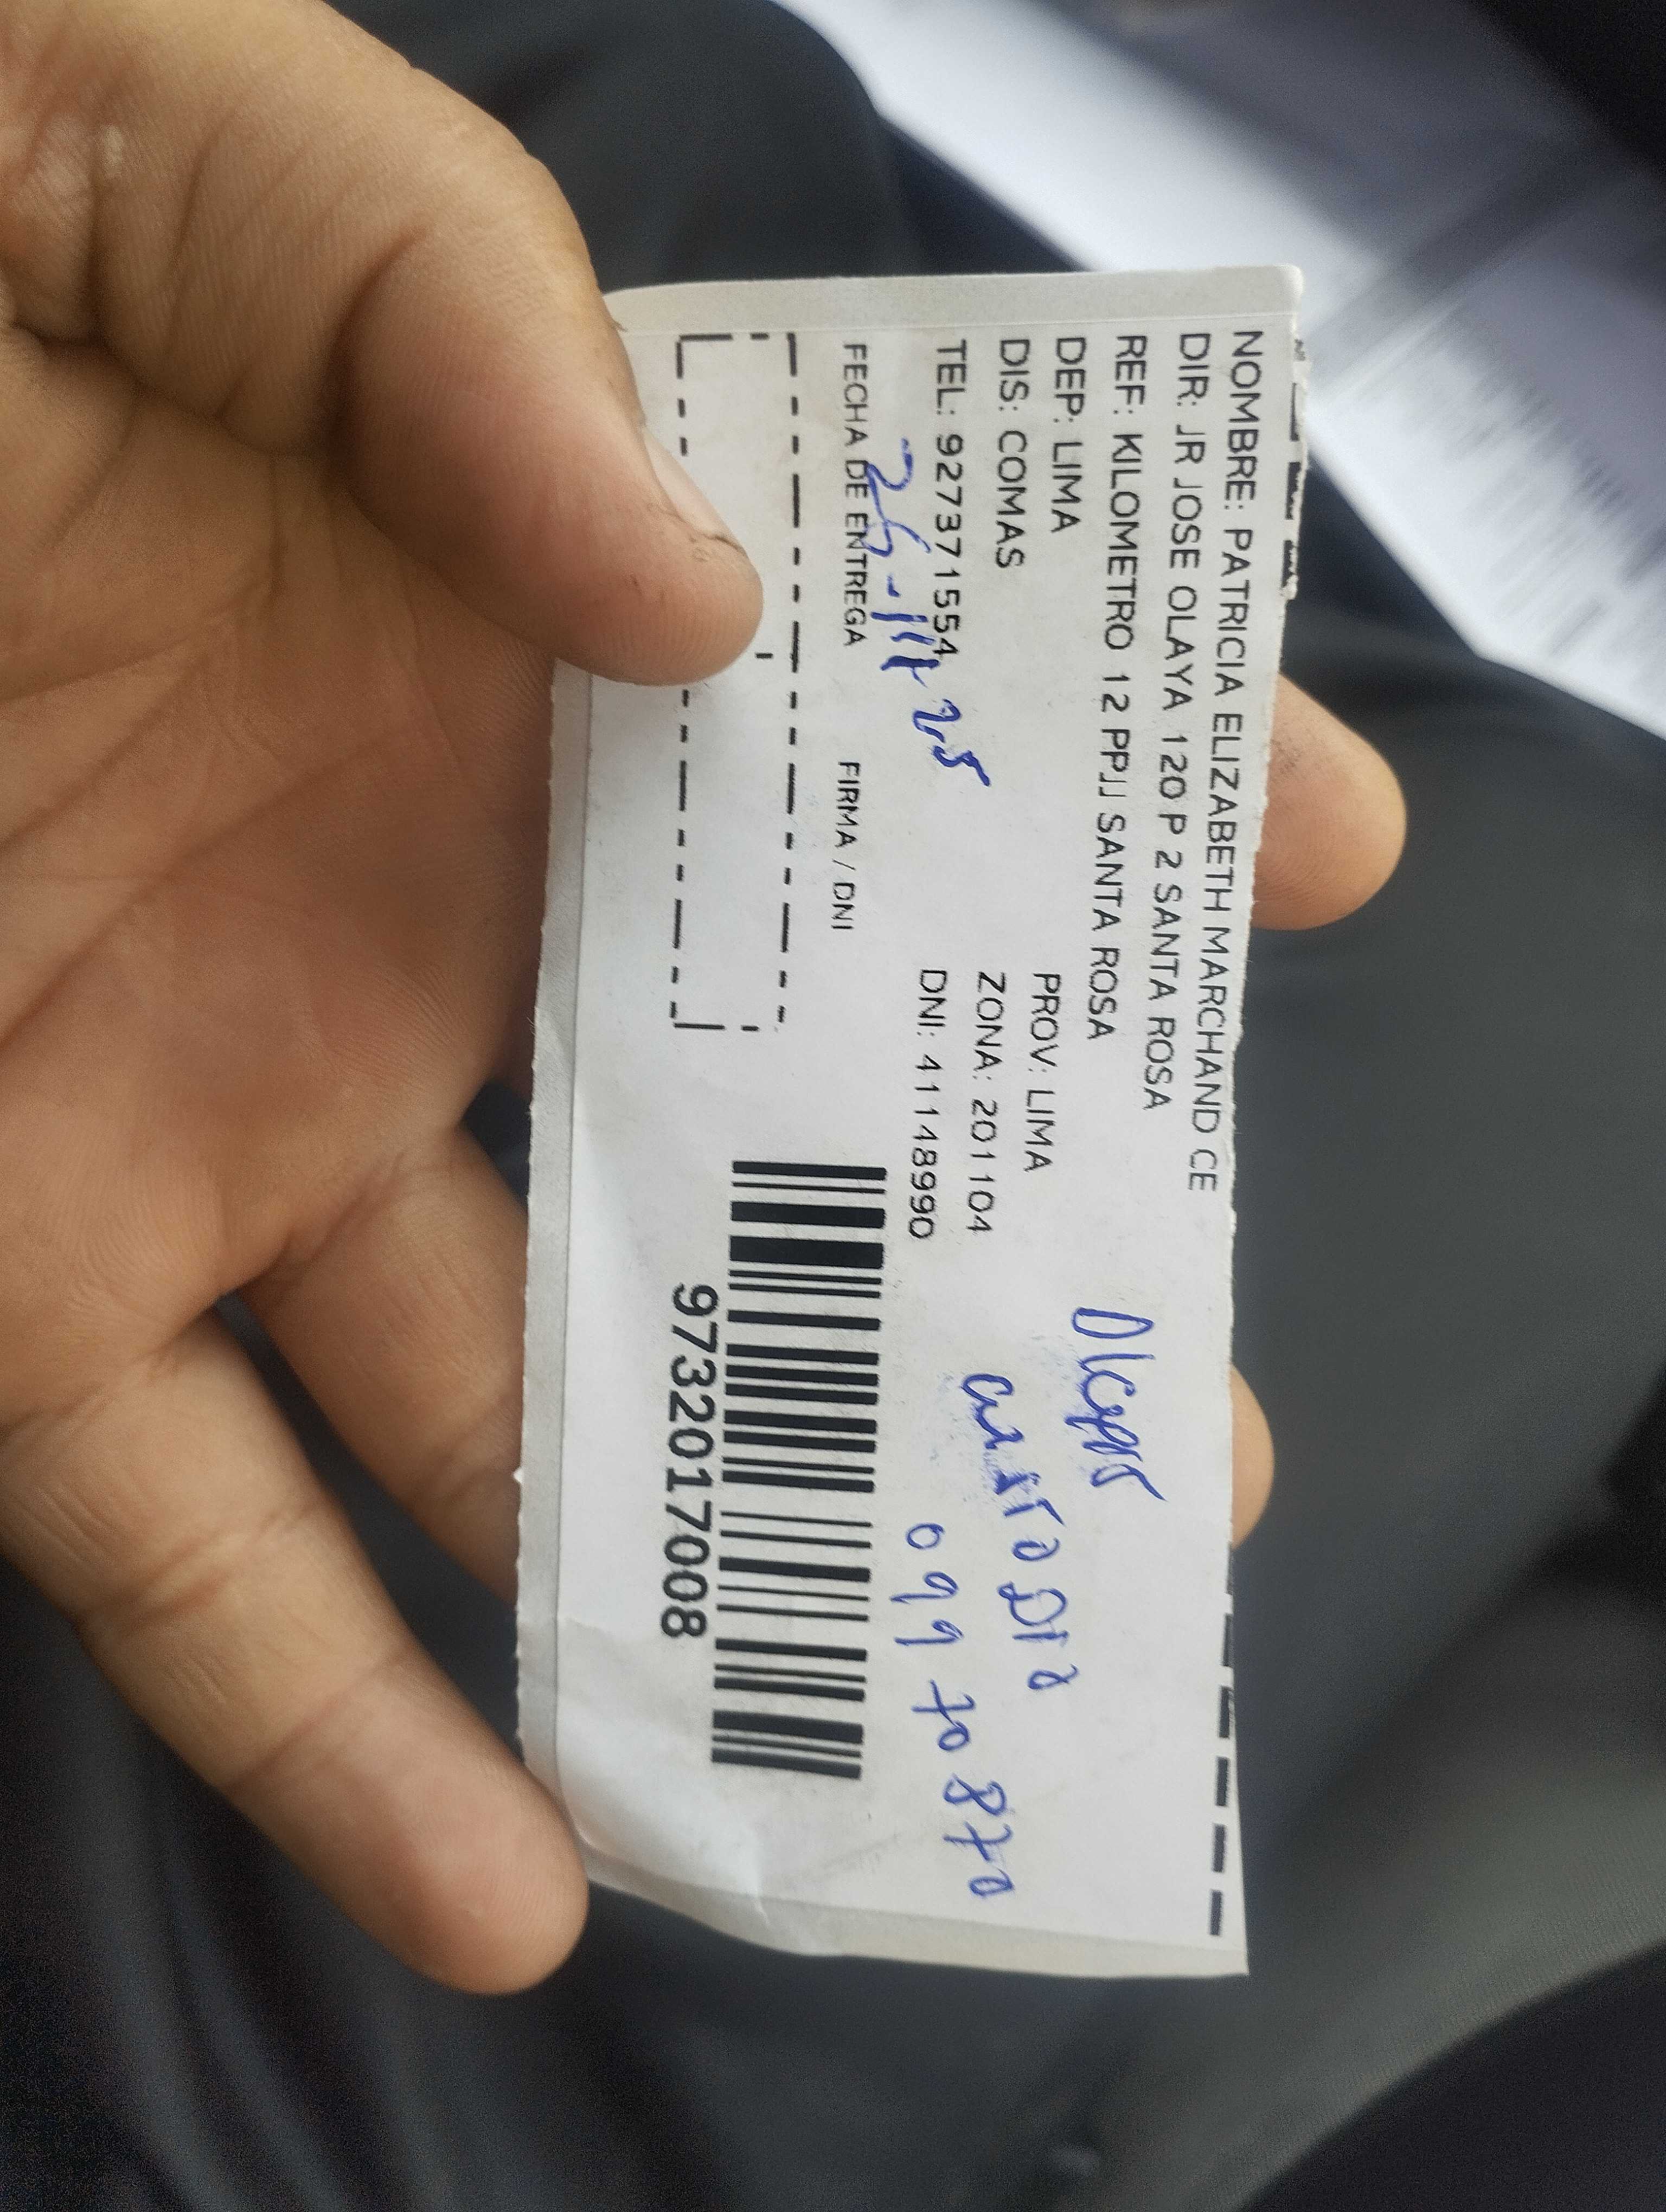 NOMBRE: PATRICIA ELIZABETH MARCHAND CE
DIR: JR JOSE OLAYA 120 P 2 SANTA ROSA
REF: KILOMETRO 12 PPJJ SANTA ROSA
DEP: LIMA PROV: LIMA
DIS: COMAS ZONA: 201104
TEL: 927371554 DNI: 41148990
FECHA DE ENTREGA FIRMA / DNI
9732017008